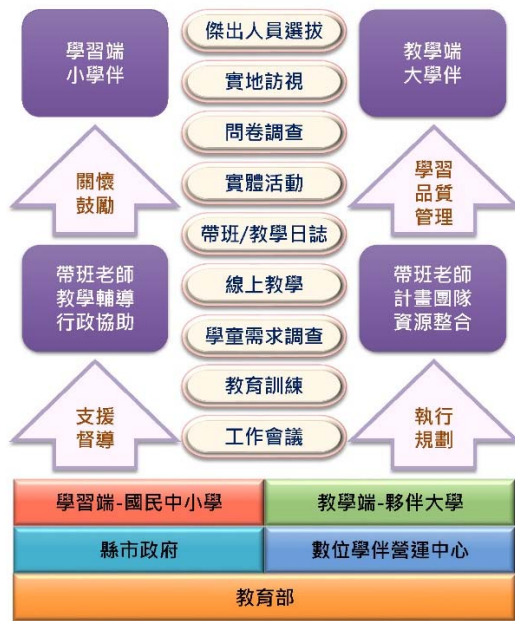 學習端
小學伴
傑出人員選拔
教學端
大學伴
實地訪視
問卷調查
關懷
鼓勵
實體活動
學習
品質
管理
帶班/教學日誌
帶班老師
教學輔導
行政協助
線上教學
帶班老師
計畫團隊
資源整合
學童需求調查
教育訓練
支援
督導
工作會議
執行
規劃
學習端-國民中小學
教學端-夥伴大學
縣市政府
數位學伴營運中心
教育部